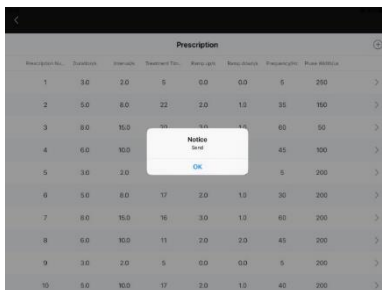 Prescription
Prescription No... Durations Intervals Treatment Tim... Ramp up/s Ramp down/s Frequency/Hz Pulse Width/us
1 3.0 2.0 5 0.0 0.0 5 250
2 5.0 8.0 22 2.0 1.0 35 150
3 8.0 15.0 60 50
Notice
4 6.0 10.0 Send 45 100
OK
5 3.0 2.0 5 200
6 5.0 8.0 17 2.0 1.0 30 200
7 8.0 15.0 16 3.0 1.0 60 200
8 6.0 10.0 11 2.0 2.0 45 200
9 3.0 2.0 5 0.0 0.0 5 200
10 5.0 10.0 17 2.0 1.0 40 200